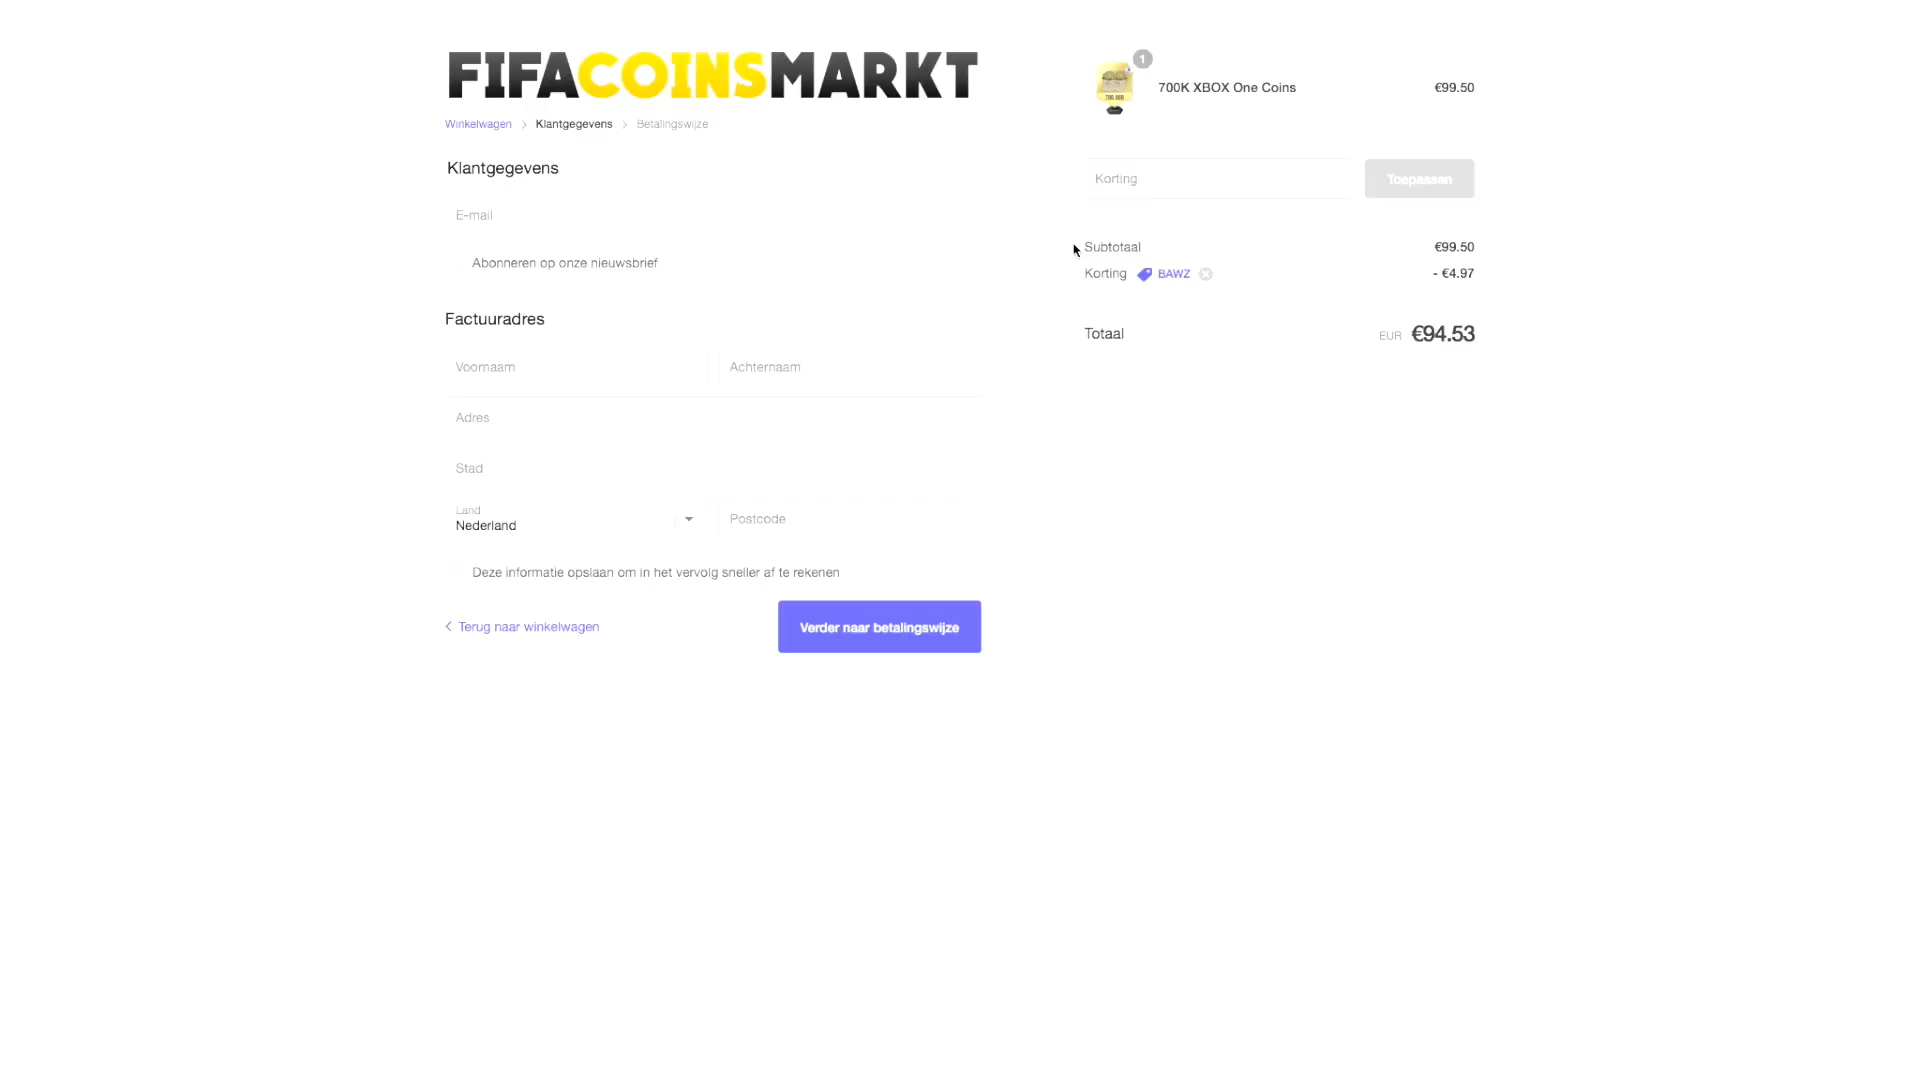 FIFACOINSMARKT
Winkelwagen > Klantgegevens > Betalingswijze
Klantgegevens
E-mail
Abonneren op onze nieuwsbrief
Factuuradres
Voornaam Achternaam
Adres
Stad
Land
Nederland
Postcode
Deze informatie opslaan om in het vervolg sneller af te rekenen
< Terug naar winkelwagen
Verder naar betalingswijze
1
700K XBOX One Coins €99.50
Korting Toepassen
Subtotaal €99.50
Korting BAWZ - €4.97
Totaal EUR €94.53